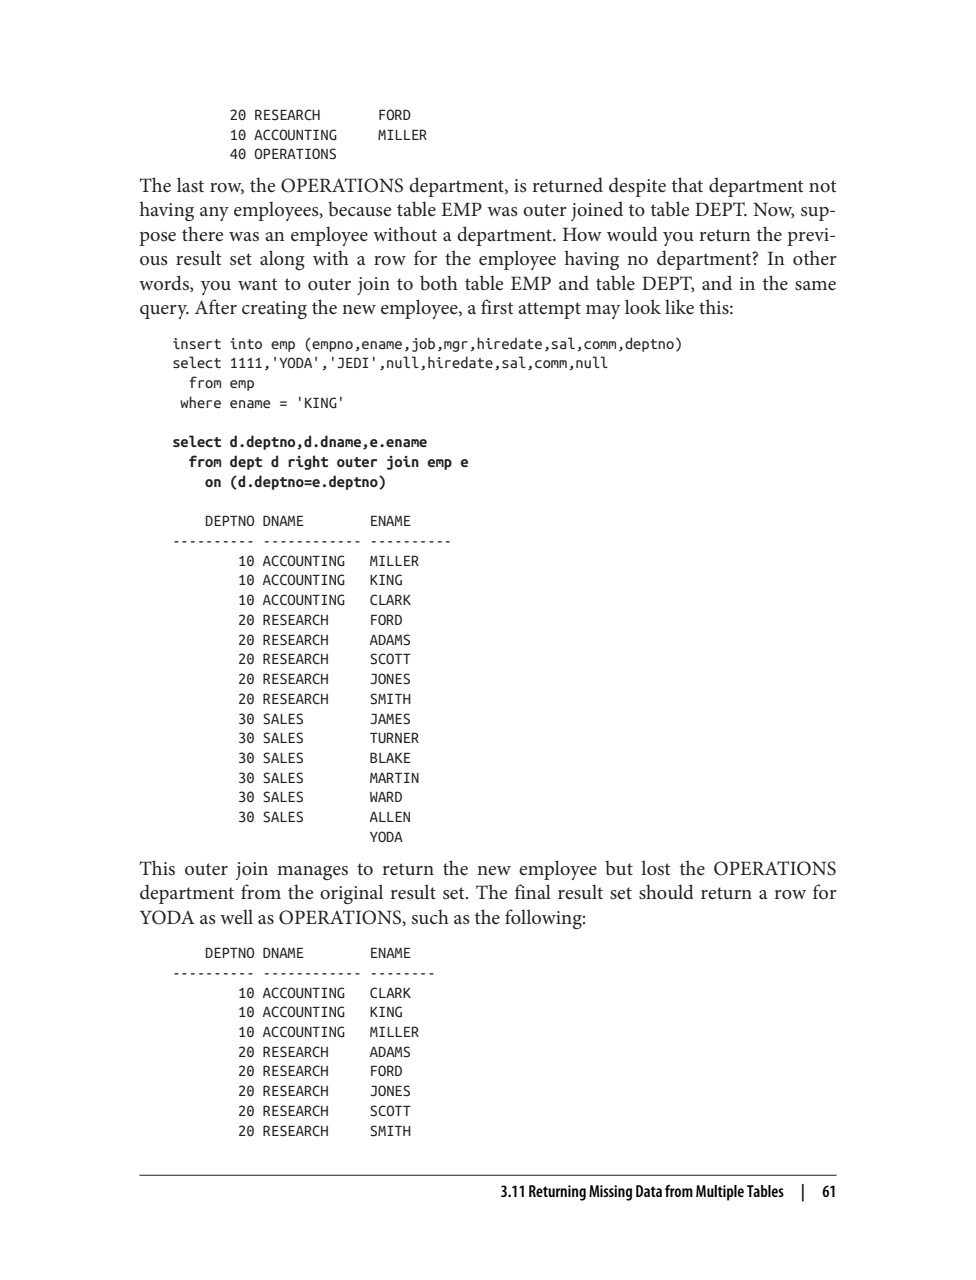 20 RESEARCH       FORD
10 ACCOUNTING     MILLER
40 OPERATIONS
The last row, the OPERATIONS department, is returned despite that department not
having any employees, because table EMP was outer joined to table DEPT. Now, sup-
pose there was an employee without a department. How would you return the previ-
ous result set along with a row for the employee having no department? In other
words, you want to outer join to both table EMP and table DEPT, and in the same
query. After creating the new employee, a first attempt may look like this:
insert into emp (empno,ename,job,mgr,hiredate,sal,comm,deptno)
select 1111,'YODA','JEDI',null,hiredate,sal,comm,null
  from emp
 where ename = 'KING'
select d.deptno,d.dname,e.ename
  from dept d right outer join emp e
    on (d.deptno=e.deptno)
    DEPTNO DNAME        ENAME
---------- ------------ ----------
        10 ACCOUNTING   MILLER
        10 ACCOUNTING   KING
        10 ACCOUNTING   CLARK
        20 RESEARCH     FORD
        20 RESEARCH     ADAMS
        20 RESEARCH     SCOTT
        20 RESEARCH     JONES
        20 RESEARCH     SMITH
        30 SALES        JAMES
        30 SALES        TURNER
        30 SALES        BLAKE
        30 SALES        MARTIN
        30 SALES        WARD
        30 SALES        ALLEN
                        YODA
This outer join manages to return the new employee but lost the OPERATIONS
department from the original result set. The final result set should return a row for
YODA as well as OPERATIONS, such as the following:
    DEPTNO DNAME        ENAME
---------- ------------ --------
        10 ACCOUNTING   CLARK
        10 ACCOUNTING   KING
        10 ACCOUNTING   MILLER
        20 RESEARCH     ADAMS
        20 RESEARCH     FORD
        20 RESEARCH     JONES
        20 RESEARCH     SCOTT
        20 RESEARCH     SMITH
3.11 Returning Missing Data from Multiple Tables | 61